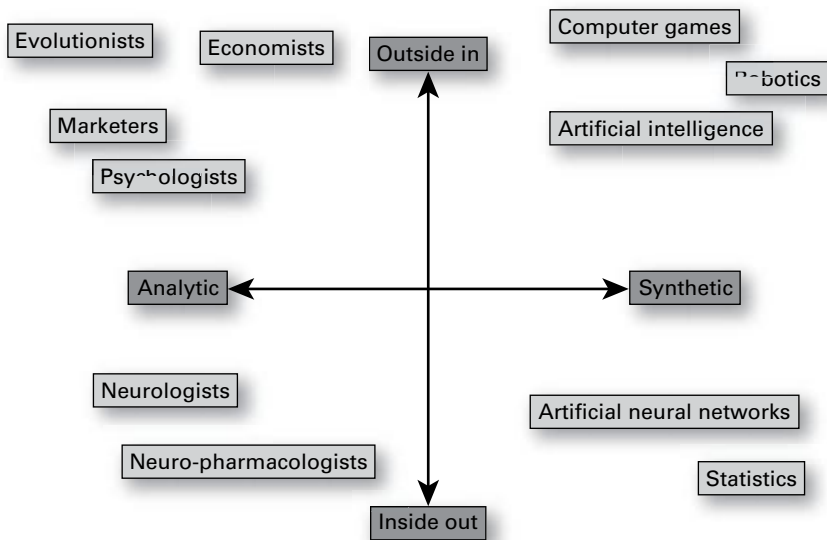 Evolutionists
Economists
Outside in
Computer games
Robotics
Marketers
Artificial intelligence
Psychologists
Analytic
Synthetic
Neurologists
Artificial neural networks
Neuro-pharmacologists
Statistics
Inside out